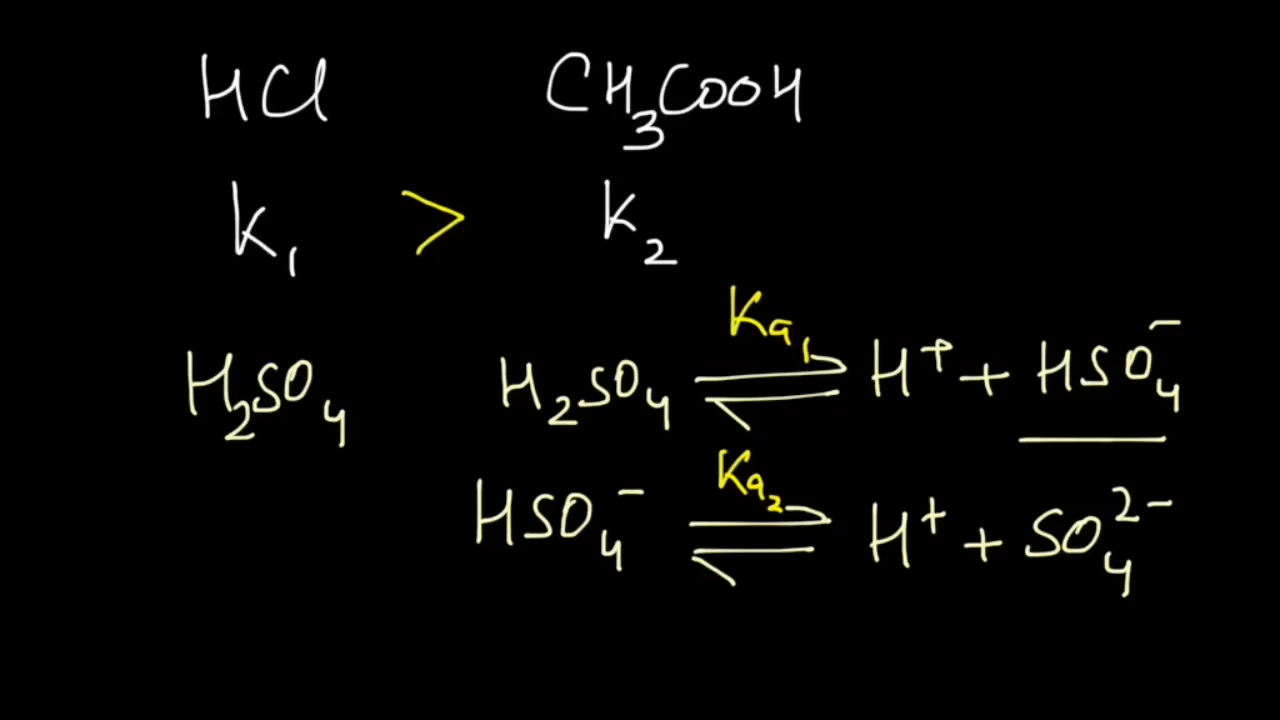 HCl CH₃COOH
K₁ > K₂
H₂SO₄ H₂SO₄ ⇌ Ka₁ H⁺ + HSO₄⁻
HSO₄⁻ ⇌ Ka₂ H⁺ + SO₄²⁻